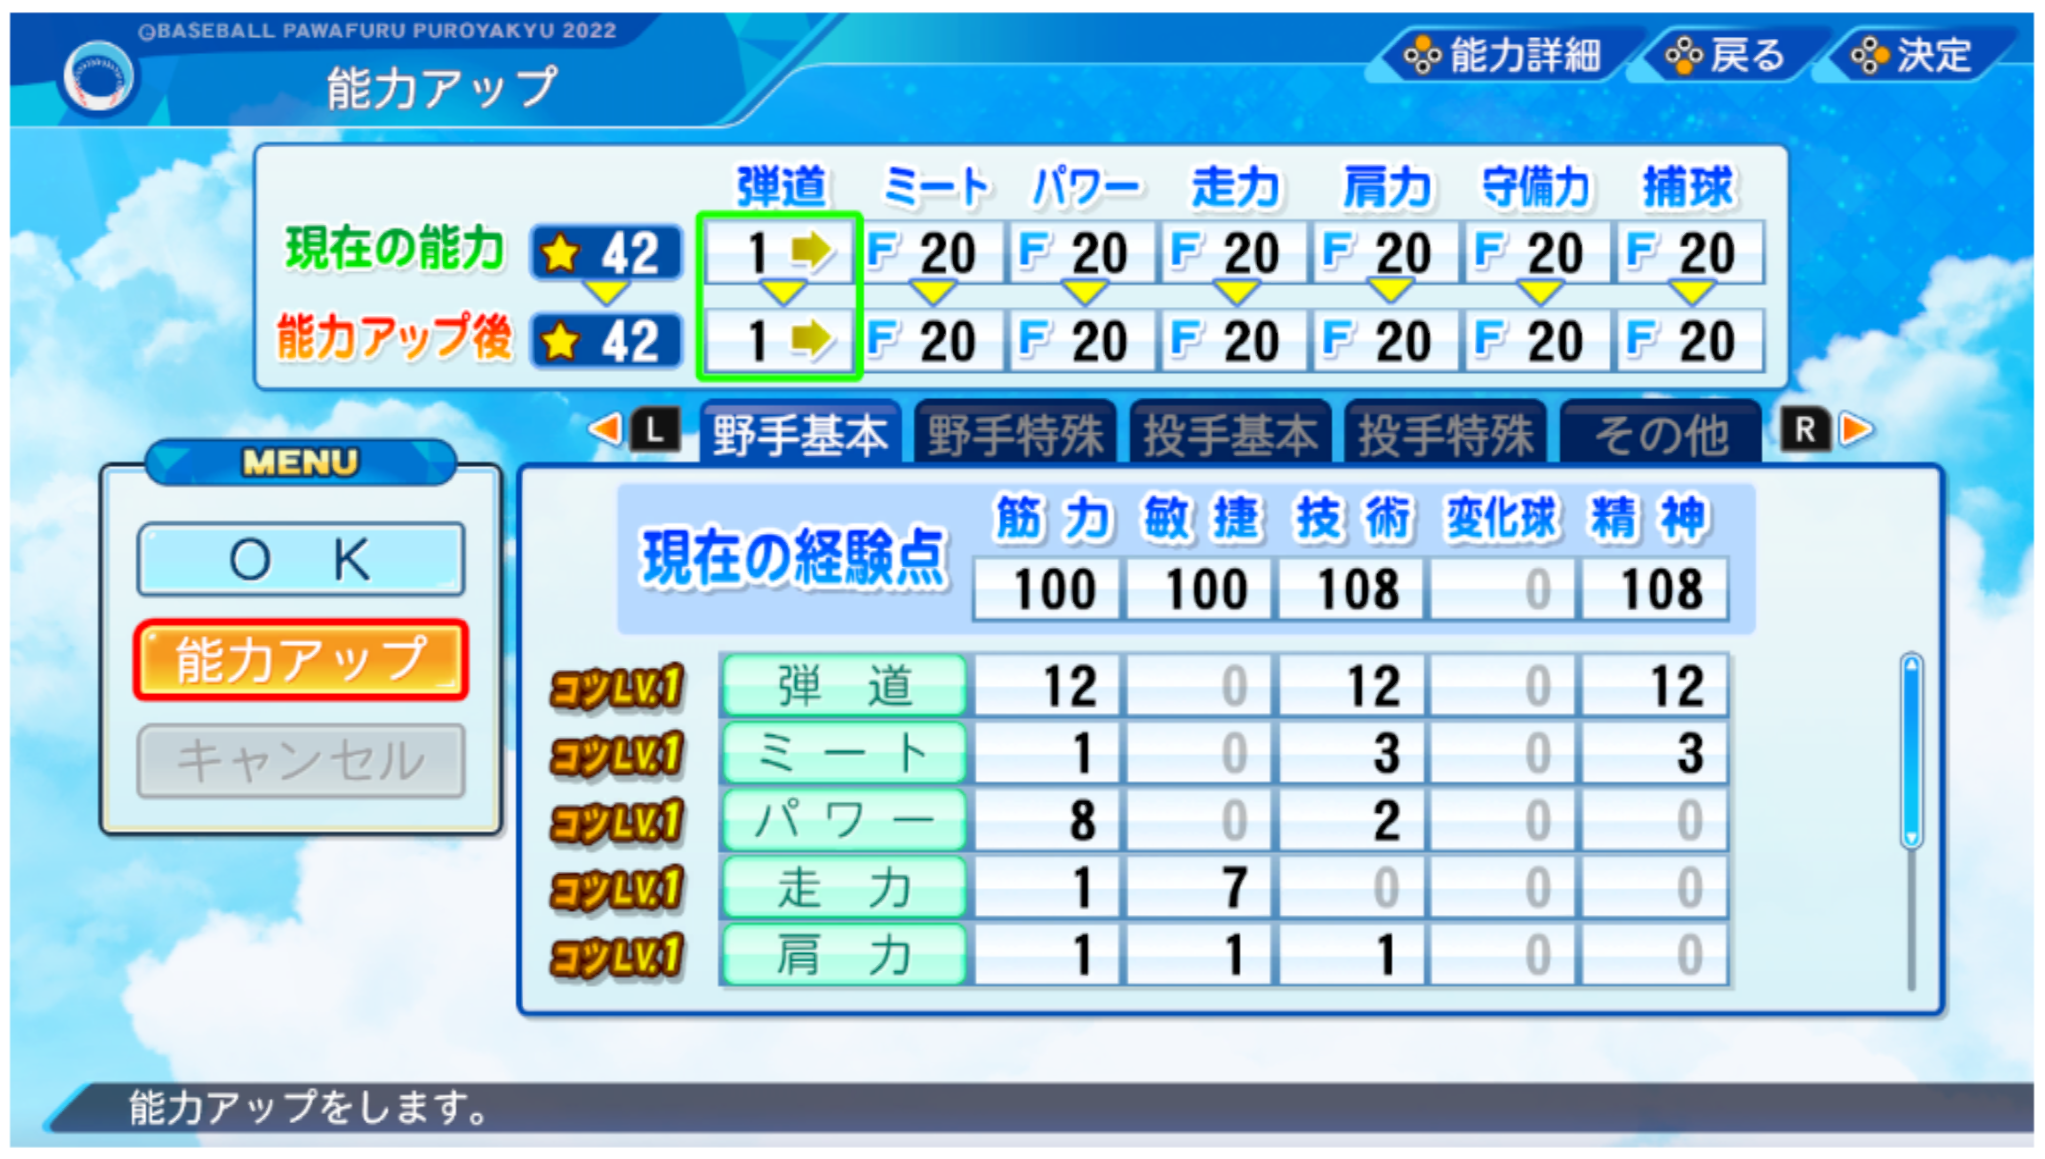 ©BASEBALL PAWAFURU PUROYAKYU 2022
能力アップ
能力詳細 戻る 決定
弾道 ミート パワー 走力 肩力 守備力 捕球
現在の能力 42 1 F 20 F 20 F 20 F 20 F 20 F 20
能力アップ後 42 1 F 20 F 20 F 20 F 20 F 20 F 20
L 野手基本 野手特殊 投手基本 投手特殊 その他 R
MENU
OK
能力アップ
キャンセル
筋力 敏捷 技術 変化球 精神
現在の経験点 100 100 108 0 108
コツLV.1 弾道 12 0 12 0 12
コツLV.1 ミート 1 0 3 0 3
コツLV.1 パワー 8 0 2 0 0
コツLV.1 走力 1 7 0 0 0
コツLV.1 肩力 1 1 1 0 0
能力アップをします。